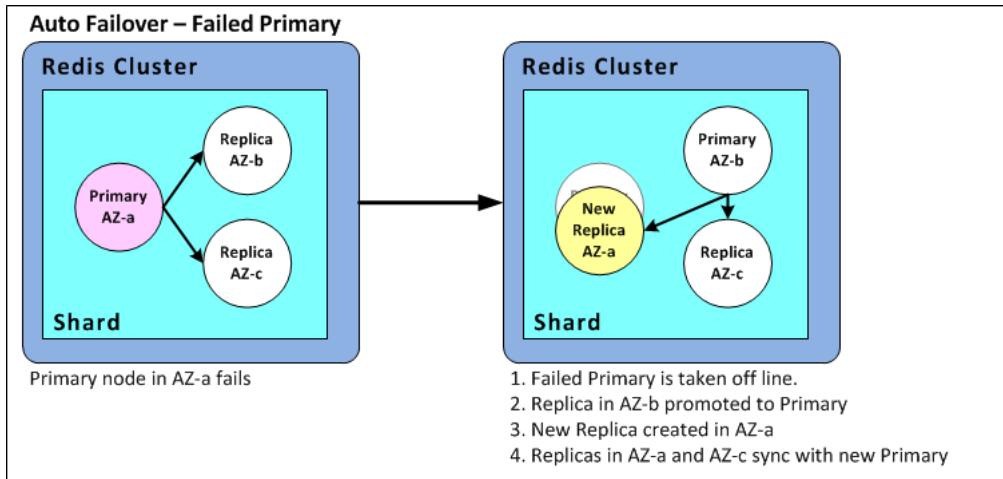 Auto Failover – Failed Primary
Redis Cluster
Replica
AZ-b
Primary
AZ-a
Replica
AZ-c
Shard
Primary node in AZ-a fails
Redis Cluster
Primary
AZ-b
New
Replica
AZ-a
Replica
AZ-c
Shard
1. Failed Primary is taken off line.
2. Replica in AZ-b promoted to Primary
3. New Replica created in AZ-a
4. Replicas in AZ-a and AZ-c sync with new Primary